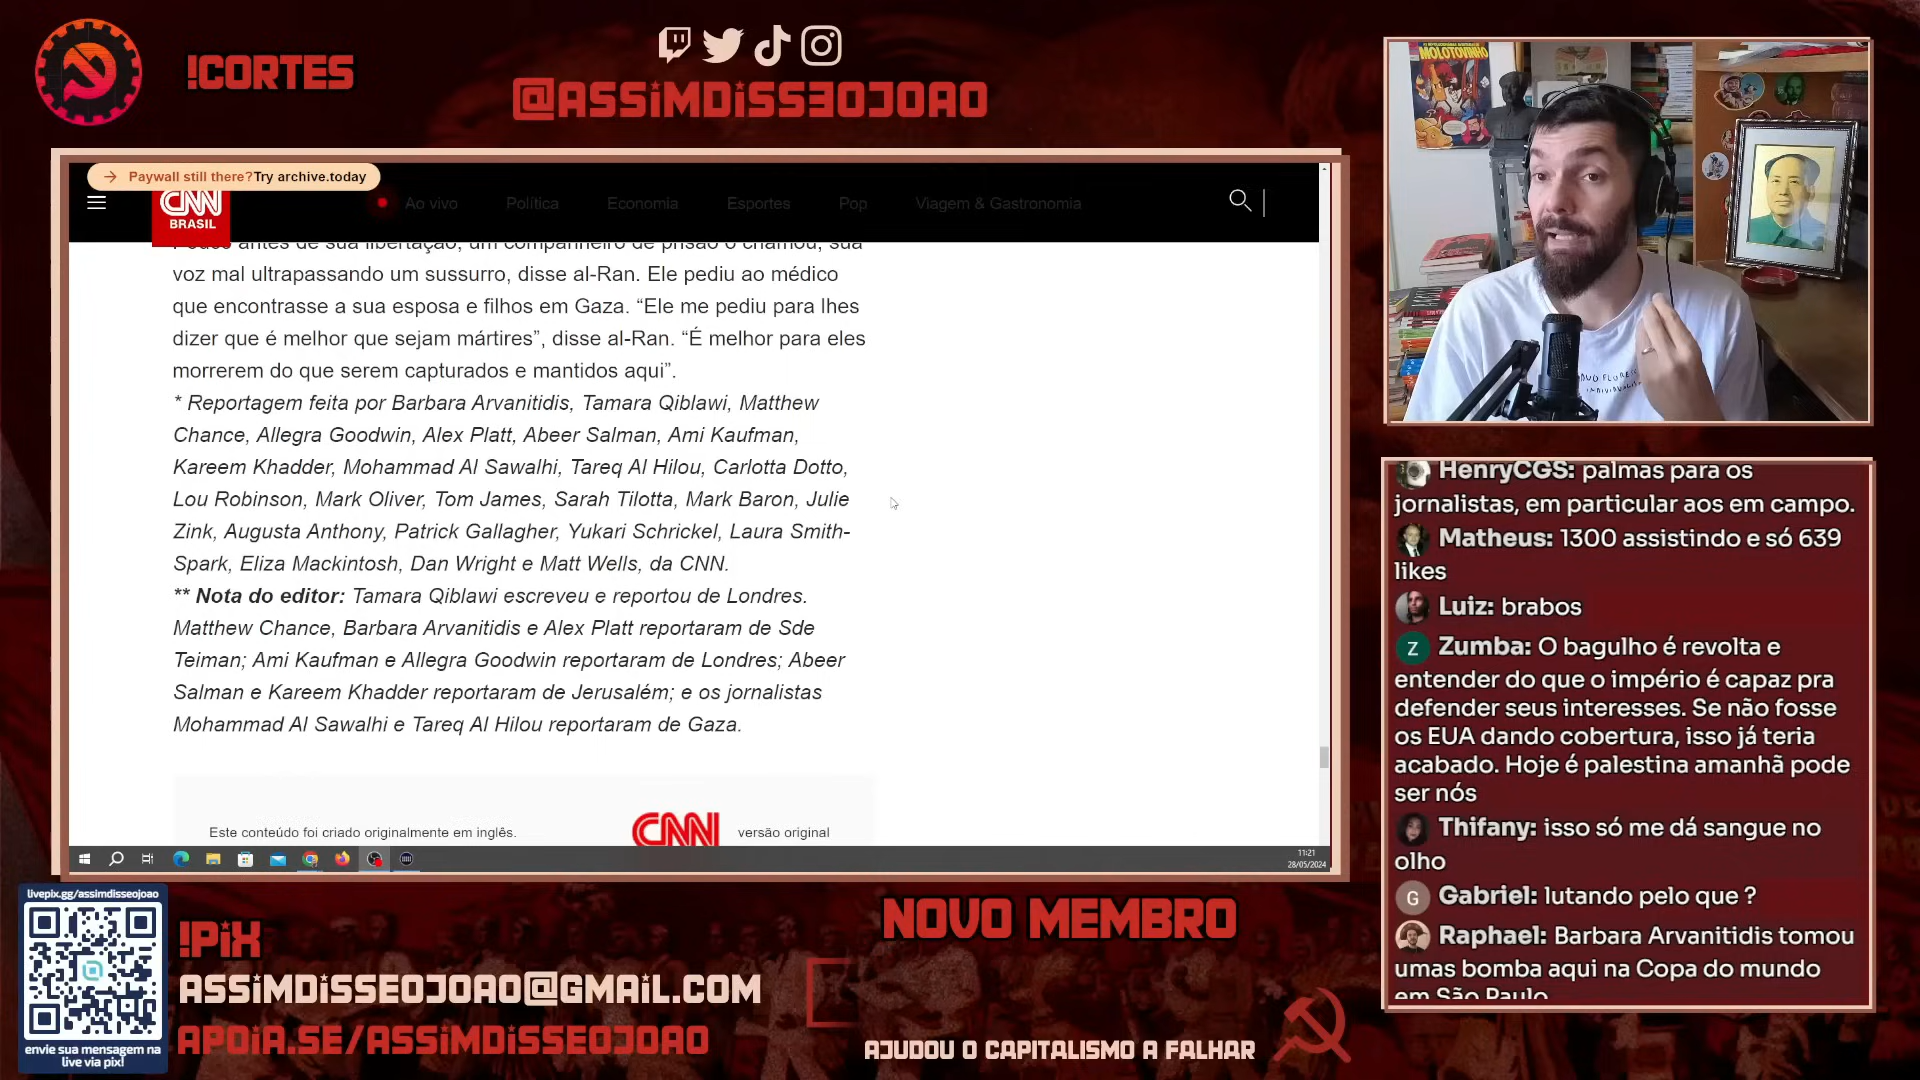 !CORTES
@ASSIMDISSEOJOAO
MOLOTOVINHO
Paywall still there? Try archive.today
CNN
BRASIL
Ao vivo
Política
Economia
Esportes
Pop
Viagem & Gastronomia
voz mal ultrapassando um sussurro, disse al-Ran. Ele pediu ao médico
que encontrasse a sua esposa e filhos em Gaza. “Ele me pediu para lhes
dizer que é melhor que sejam mártires”, disse al-Ran. “É melhor para eles
morrerem do que serem capturados e mantidos aqui”.
* Reportagem feita por Barbara Arvanitidis, Tamara Qiblawi, Matthew
Chance, Allegra Goodwin, Alex Platt, Abeer Salman, Ami Kaufman,
Kareem Khadder, Mohammad Al Sawalhi, Tareq Al Hilou, Carlotta Dotto,
Lou Robinson, Mark Oliver, Tom James, Sarah Tilotta, Mark Baron, Julie
Zink, Augusta Anthony, Patrick Gallagher, Yukari Schrickel, Laura Smith-
Spark, Eliza Mackintosh, Dan Wright e Matt Wells, da CNN.
** Nota do editor: Tamara Qiblawi escreveu e reportou de Londres.
Matthew Chance, Barbara Arvanitidis e Alex Platt reportaram de Sde
Teiman; Ami Kaufman e Allegra Goodwin reportaram de Londres; Abeer
Salman e Kareem Khadder reportaram de Jerusalém; e os jornalistas
Mohammad Al Sawalhi e Tareq Al Hilou reportaram de Gaza.
Este conteúdo foi criado originalmente em inglês.
CNN
versão original
11:21
28/05/2024
HenryCGS: palmas para os
jornalistas, em particular aos em campo.
Matheus: 1300 assistindo e só 639
likes
Luiz: brabos
Z Zumba: O bagulho é revolta e
entender do que o império é capaz pra
defender seus interesses. Se não fosse
os EUA dando cobertura, isso já teria
acabado. Hoje é palestina amanhã pode
ser nós
Thifany: isso só me dá sangue no
olho
G Gabriel: lutando pelo que ?
Raphael: Barbara Arvanitidis tomou
umas bomba aqui na Copa do mundo
em São Paulo
livepix.gg/assimdisseojoao
envie sua mensagem na
live via pix!
!PIX
ASSIMDISSEOJOAO@GMAIL.COM
APOIA.SE/ASSIMDISSEOJOAO
NOVO MEMBRO
AJUDOU O CAPITALISMO A FALHAR